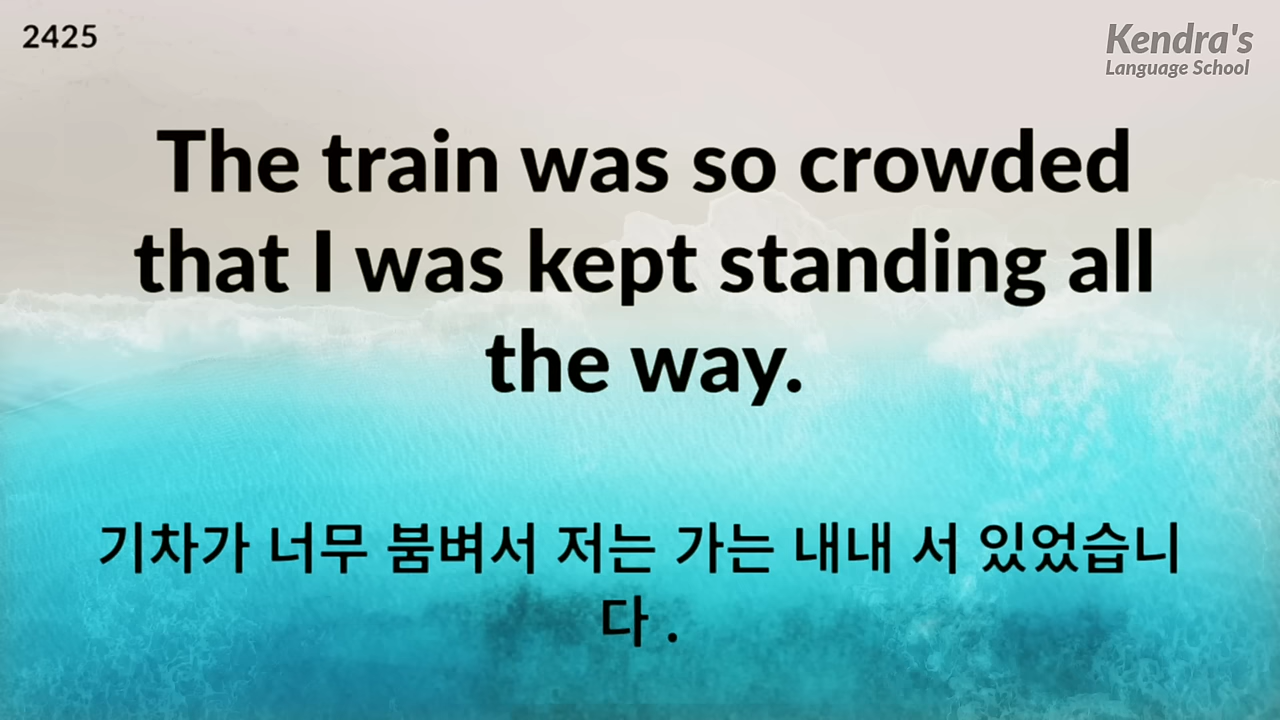 2425
Kendra's
Language School
The train was so crowded
that I was kept standing all
the way.
기차가 너무 붐벼서 저는 가는 내내 서 있었습니
다 .